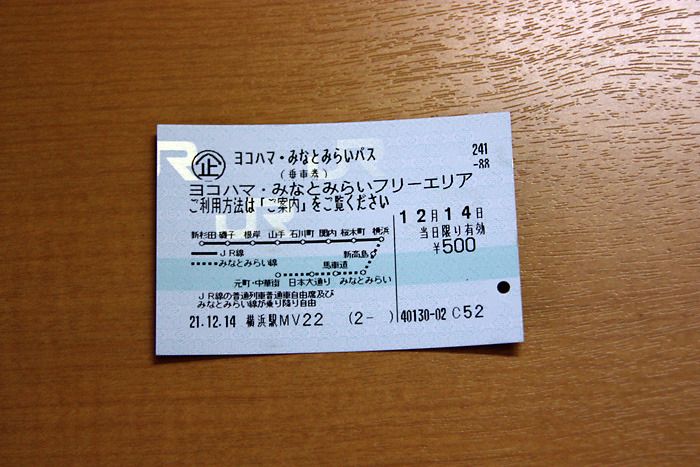 企 ヨコハマ・みなとみらいパス 241
(乗車券) -88
ヨコハマ・みなとみらいフリーエリア
ご利用方法は「ご案内」をご覧ください
12月14日
当日限り有効
¥500
新杉田 磯子 根岸 山手 石川町 関内 桜木町 横浜
JR線
みなとみらい線
新高島
馬車道
元町・中華街 日本大通り みなとみらい
JR線の普通列車普通車自由席及び
みなとみらい線が乗り降り自由
21.12.14 横浜駅MV22 (2-) 40130-02 C52